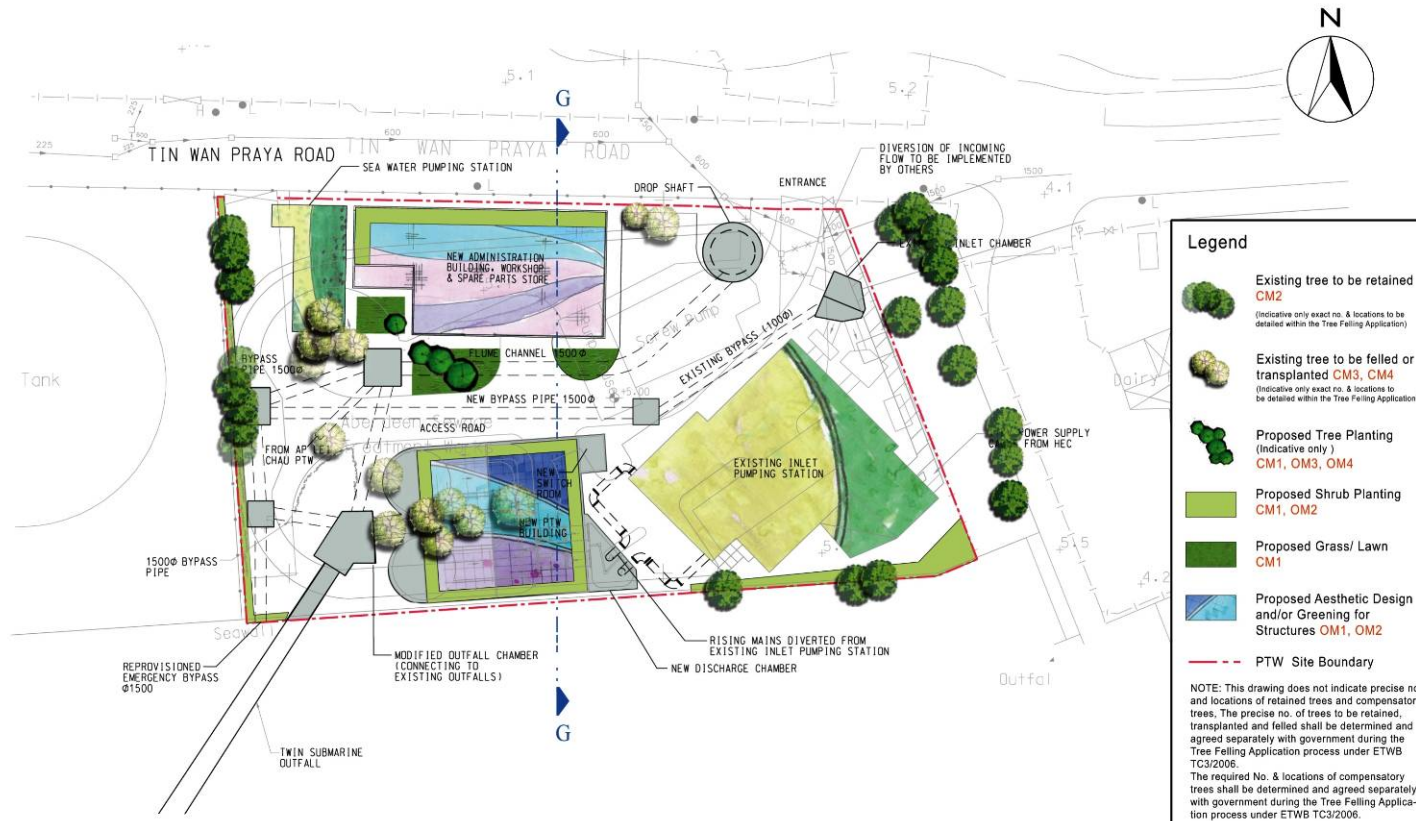 N
5.1
5.2
G
225
225
H
L
L
600
600
600
450
600
TIN WAN PRAYA ROAD
TIN WAN PRAYA ROAD
SEA WATER PUMPING STATION
L
DROP SHAFT
ENTRANCE
DIVERSION OF INCOMING
FLOW TO BE IMPLEMENTED
BY OTHERS
1500
1500
4.1
L
600
INLET CHAMBER
NEW ADMINISTRATION
BUILDING, WORKSHOP
& SPARE PARTS STORE
Screw Pump
EXISTING BYPASS (100Ø)
Tank
BYPASS
PIPE 1500Ø
FLUME CHANNEL 1500 Ø
+5.00
NEW BYPASS PIPE 1500Ø
Aberdeen Sewage
ACCESS ROAD
FROM AP
CHAU PTW
Dairy
POWER SUPPLY
FROM HEC
EXISTING INLET
PUMPING STATION
NEW
SWITCH
ROOM
NEW PTW
BUILDING
1500Ø BYPASS
PIPE
5.5
4.2
Seawall
REPROVISIONED
EMERGENCY BYPASS
Ø1500
MODIFIED OUTFALL CHAMBER
(CONNECTING TO
EXISTING OUTFALLS)
RISING MAINS DIVERTED FROM
EXISTING INLET PUMPING STATION
NEW DISCHARGE CHAMBER
Outfal
G
TWIN SUBMARINE
OUTFALL
Legend
Existing tree to be retained
CM2
(Indicative only exact no. & locations to be
detailed within the Tree Felling Application)
Existing tree to be felled or
transplanted CM3, CM4
(Indicative only exact no. & locations to
be detailed within the Tree Felling Application
Proposed Tree Planting
(Indicative only )
CM1, OM3, OM4
Proposed Shrub Planting
CM1, OM2
Proposed Grass/ Lawn
CM1
Proposed Aesthetic Design
and/or Greening for
Structures OM1, OM2
PTW Site Boundary
NOTE: This drawing does not indicate precise no
and locations of retained trees and compensator
trees, The precise no. of trees to be retained,
transplanted and felled shall be determined and
agreed separately with government during the
Tree Felling Application process under ETWB
TC3/2006.
The required No. & locations of compensatory
trees shall be determined and agreed separately
with government during the Tree Felling Applica-
tion process under ETWB TC3/2006.